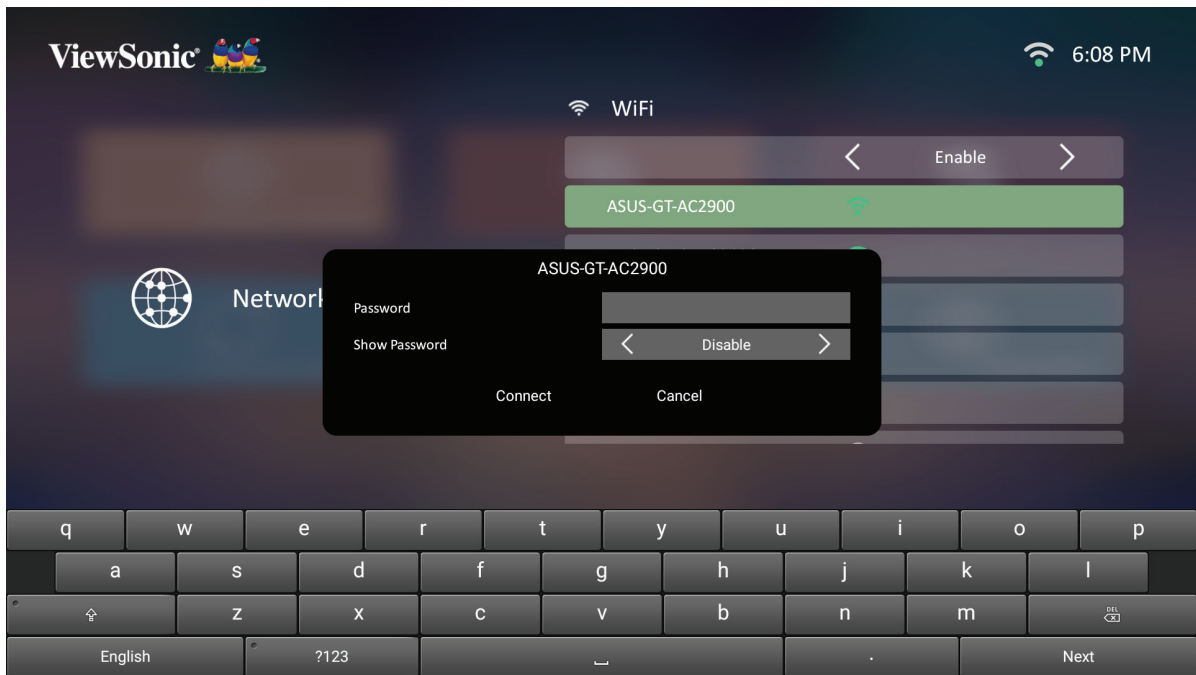 ViewSonic®
6:08 PM
WiFi
Enable
ASUS-GT-AC2900
Network
ASUS-GT-AC2900
Password
Show Password
Disable
Connect
Cancel
q w e r t y u i o p
a s d f g h j k l
z x c v b n m DEL
English ?123 . Next